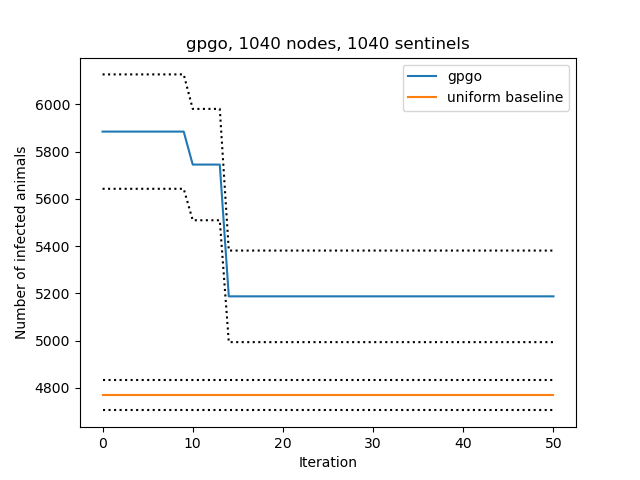 gpgo, 1040 nodes, 1040 sentinels
gpgo
uniform baseline
Number of infected animals
6000
5800
5600
5400
5200
5000
4800
0 10 20 30 40 50
Iteration